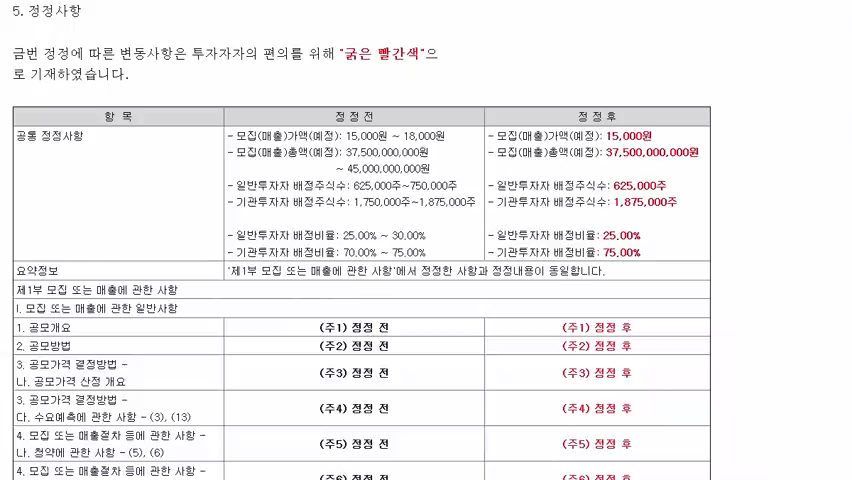 5. 정정사항
금번 정정에 따른 변동사항은 투자자자의 편의를 위해 "굵은 빨간색"으
로 기재하였습니다.
항 목 정 정 전 정 정 후
공통 정정사항 - 모집(매출)가액(예정): 15,000원 ~ 18,000원 - 모집(매출)가액(예정): 15,000원
- 모집(매출)총액(예정): 37,500,000,000원 - 모집(매출)총액(예정): 37,500,000,000원
~ 45,000,000,000원
- 일반투자자 배정주식수: 625,000주~750,000주 - 일반투자자 배정주식수: 625,000주
- 기관투자자 배정주식수: 1,750,000주~1,875,000주 - 기관투자자 배정주식수: 1,875,000주
- 일반투자자 배정비율: 25.00% ~ 30.00% - 일반투자자 배정비율: 25.00%
- 기관투자자 배정비율: 70.00% ~ 75.00% - 기관투자자 배정비율: 75.00%
요약정보 '제1부 모집 또는 매출에 관한 사항'에서 정정한 사항과 정정내용이 동일합니다.
제1부 모집 또는 매출에 관한 사항
I. 모집 또는 매출에 관한 일반사항
1. 공모개요 (주1) 정정 전 (주1) 정정 후
2. 공모방법 (주2) 정정 전 (주2) 정정 후
3. 공모가격 결정방법 -
나. 공모가격 산정 개요 (주3) 정정 전 (주3) 정정 후
3. 공모가격 결정방법 -
다. 수요예측에 관한 사항 - (3), (13) (주4) 정정 전 (주4) 정정 후
4. 모집 또는 매출절차 등에 관한 사항 -
나. 청약에 관한 사항 - (5), (6) (주5) 정정 전 (주5) 정정 후
4. 모집 또는 매출절차 등에 관한 사항 -
(주6) 정정 전 (주6) 정정 후